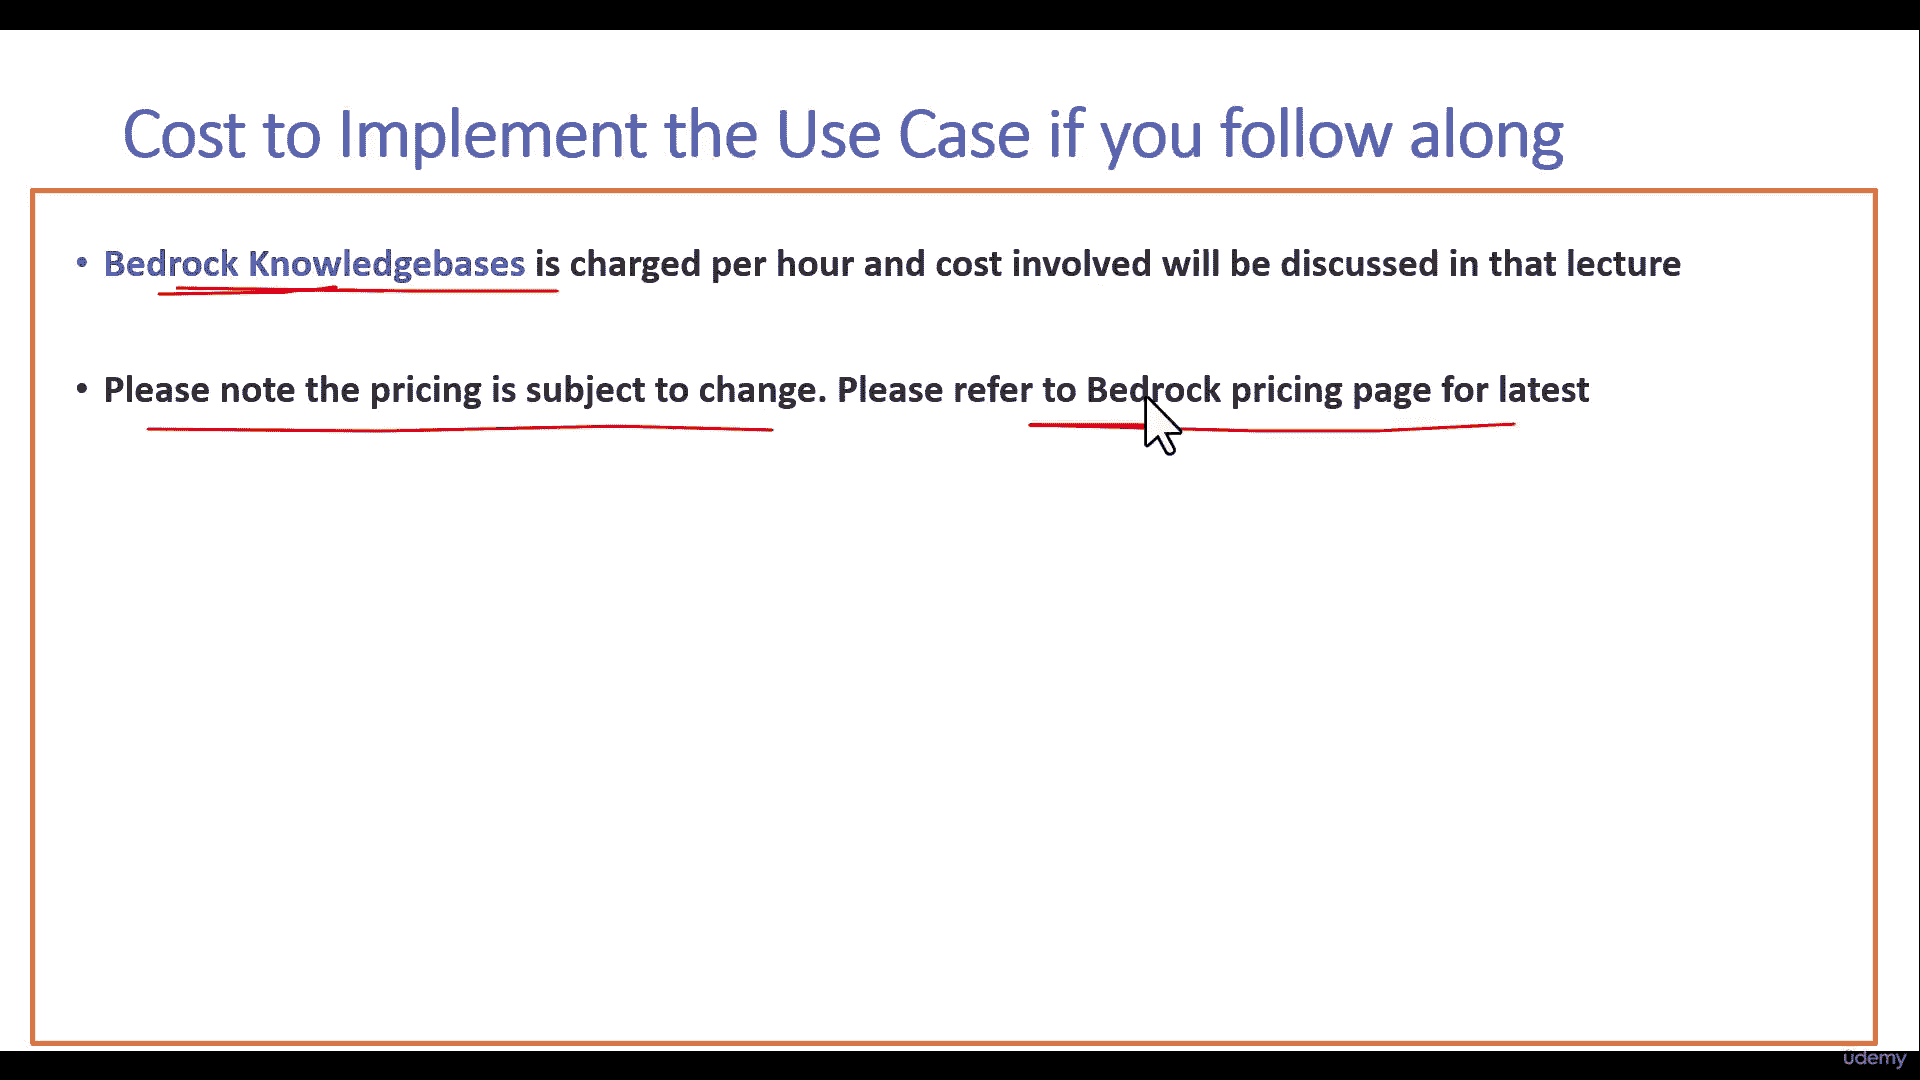 Cost to Implement the Use Case if you follow along
• Bedrock Knowledgebases is charged per hour and cost involved will be discussed in that lecture
• Please note the pricing is subject to change. Please refer to Bedrock pricing page for latest
ûdemy